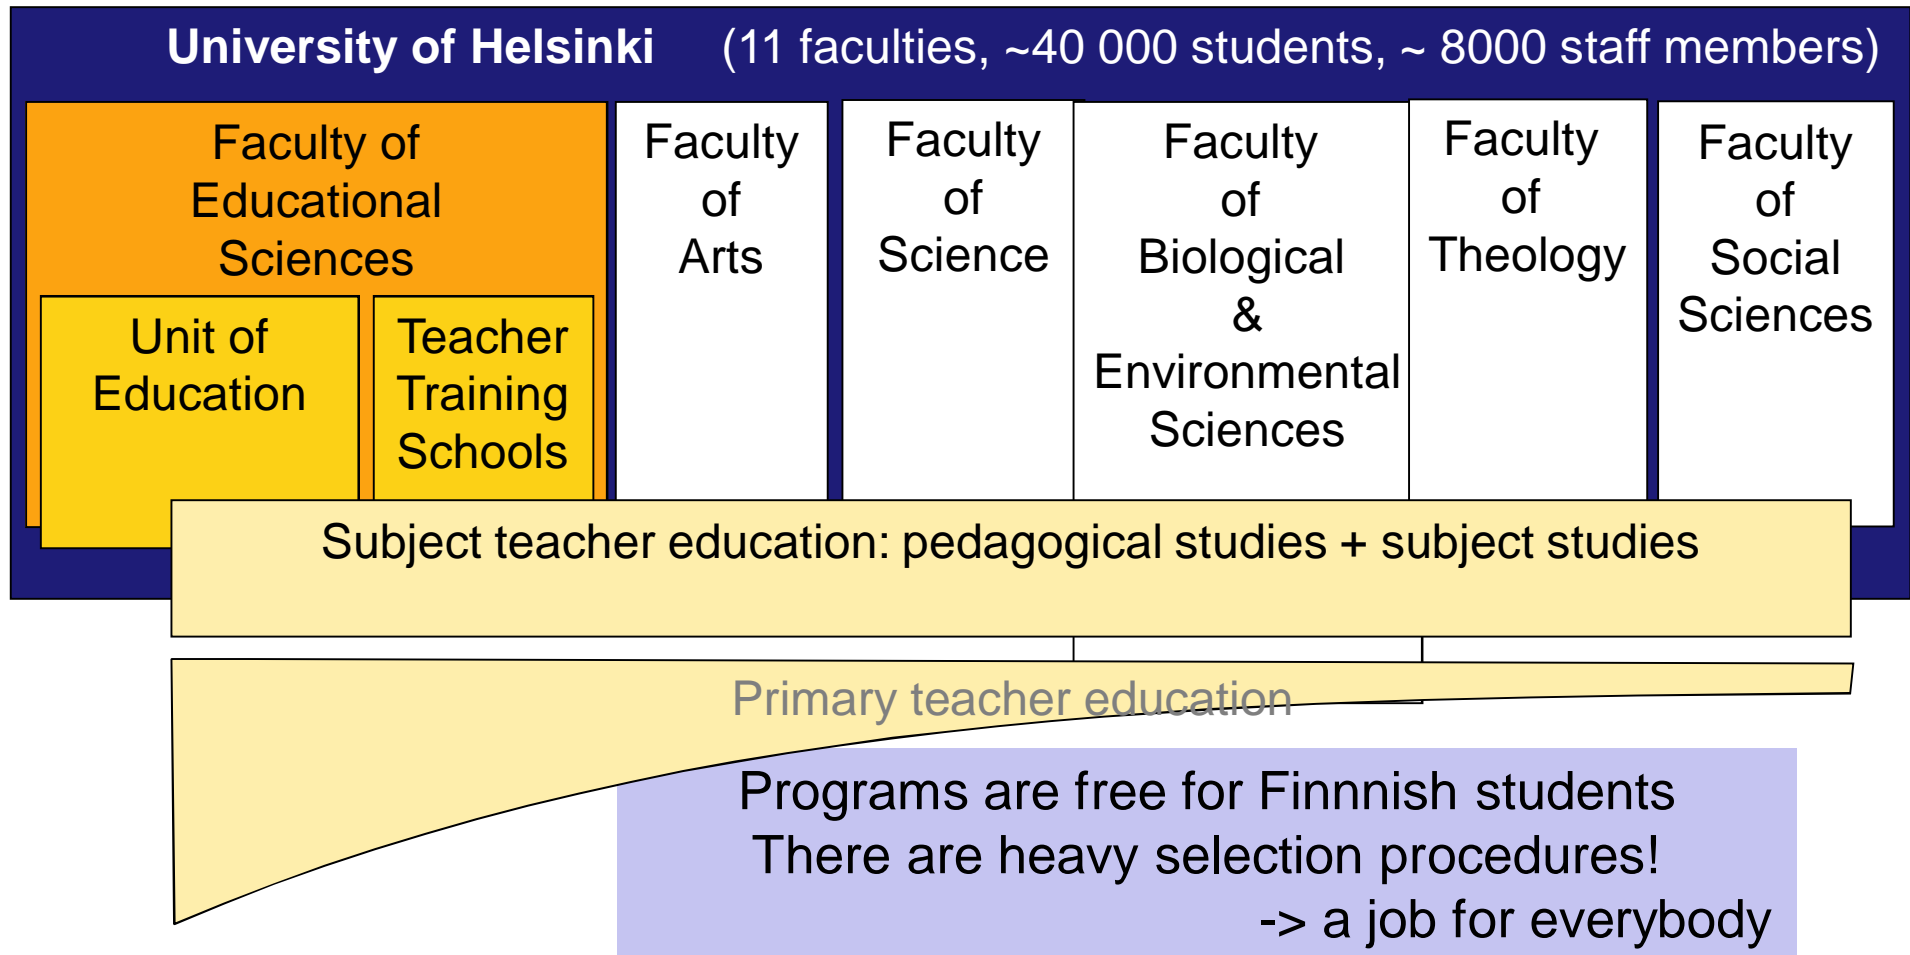 University of Helsinki (11 faculties, ~40 000 students, ~ 8000 staff members)
Faculty of
Educational
Sciences
Unit of
Education
Teacher
Training
Schools
Faculty
of
Arts
Faculty
of
Science
Faculty
of
Biological
&
Environmental
Sciences
Faculty
of
Theology
Faculty
of
Social
Sciences
Subject teacher education: pedagogical studies + subject studies
Primary teacher education
Programs are free for Finnnish students
There are heavy selection procedures!
-> a job for everybody